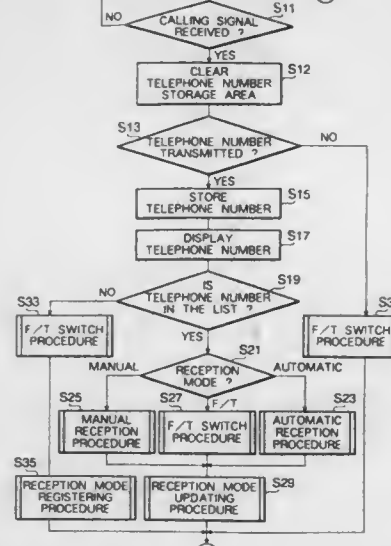 S11
NO
CALLING SIGNAL
RECEIVED ?
YES
S12
CLEAR
TELEPHONE NUMBER
STORAGE AREA
S13
TELEPHONE NUMBER
TRANSMITTED ?
NO
YES
S15
STORE
TELEPHONE NUMBER
S17
DISPLAY
TELEPHONE NUMBER
S19
IS
TELEPHONE NUMBER
IN THE LIST ?
NO
YES
S33
F/T SWITCH
PROCEDURE
F/T SWITCH
PROCEDURE
S21
RECEPTION
MODE ?
MANUAL
AUTOMATIC
F/T
S25
MANUAL
RECEPTION
PROCEDURE
S27
F/T SWITCH
PROCEDURE
S23
AUTOMATIC
RECEPTION
PROCEDURE
S35
RECEPTION MODE
REGISTERING
PROCEDURE
S29
RECEPTION MODE
UPDATING
PROCEDURE